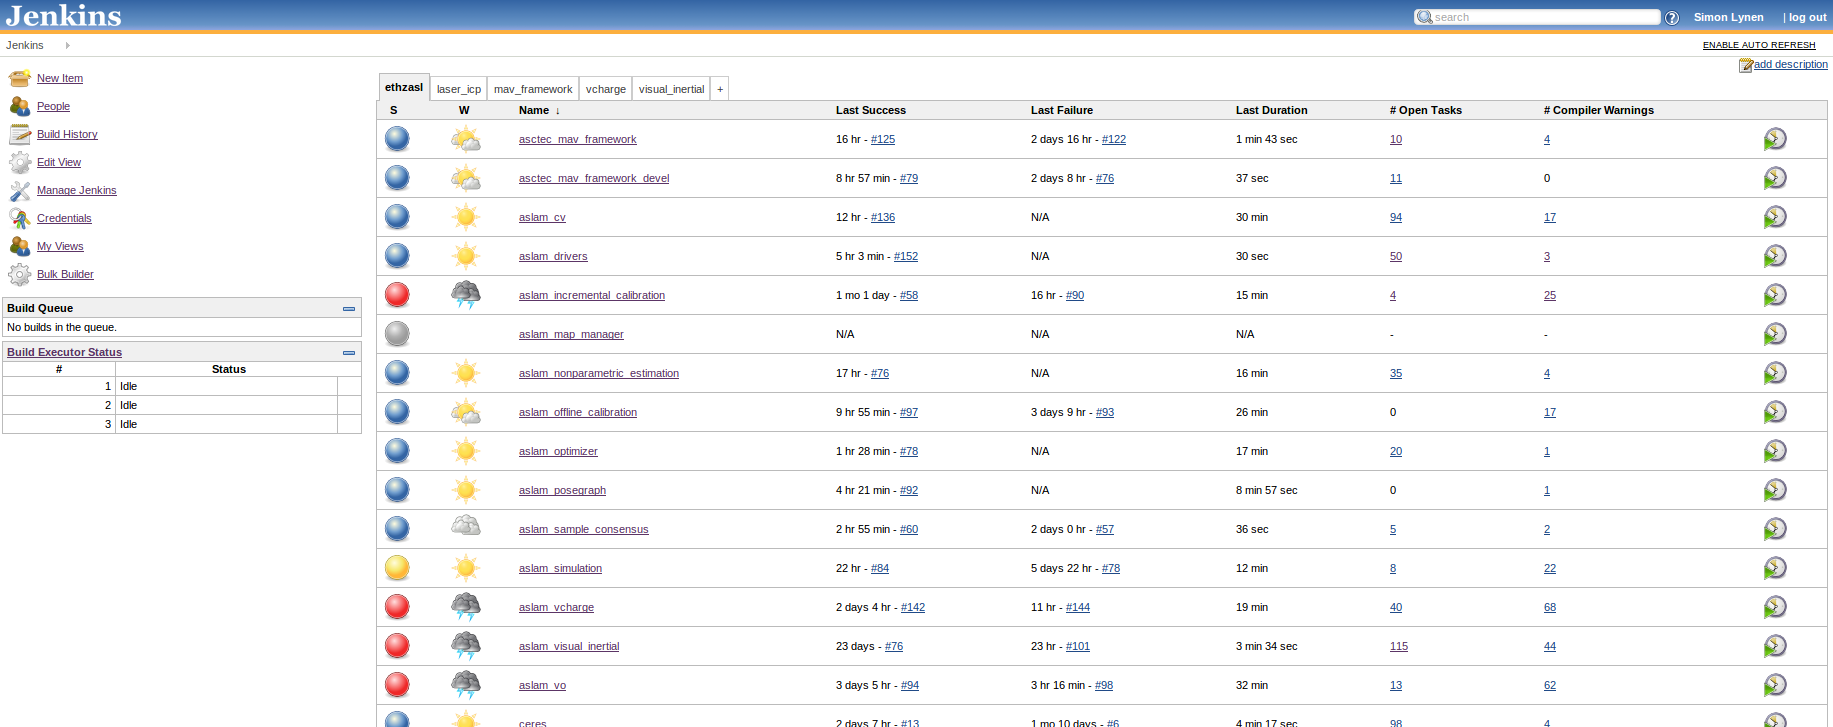 Jenkins
search
Simon Lynen | log out
Jenkins
ENABLE AUTO REFRESH
add description
New Item
People
Build History
Edit View
Manage Jenkins
Credentials
My Views
Bulk Builder
Build Queue
No builds in the queue.
Build Executor Status
# Status
1 Idle
2 Idle
3 Idle
ethzasl laser_icp mav_framework vcharge visual_inertial +
S W Name ↓ Last Success Last Failure Last Duration # Open Tasks # Compiler Warnings
asctec_mav_framework 16 hr - #125 2 days 16 hr - #122 1 min 43 sec 10 4
asctec_mav_framework_devel 8 hr 57 min - #79 2 days 8 hr - #76 37 sec 11 0
aslam_cv 12 hr - #136 N/A 30 min 94 17
aslam_drivers 5 hr 3 min - #152 N/A 30 sec 50 3
aslam_incremental_calibration 1 mo 1 day - #58 16 hr - #90 15 min 4 25
aslam_map_manager N/A N/A N/A - -
aslam_nonparametric_estimation 17 hr - #76 N/A 16 min 35 4
aslam_offline_calibration 9 hr 55 min - #97 3 days 9 hr - #93 26 min 0 17
aslam_optimizer 1 hr 28 min - #78 N/A 17 min 20 1
aslam_posegraph 4 hr 21 min - #92 N/A 8 min 57 sec 0 1
aslam_sample_consensus 2 hr 55 min - #60 2 days 0 hr - #57 36 sec 5 2
aslam_simulation 22 hr - #84 5 days 22 hr - #78 12 min 8 22
aslam_vcharge 2 days 4 hr - #142 11 hr - #144 19 min 40 68
aslam_visual_inertial 23 days - #76 23 hr - #101 3 min 34 sec 115 44
aslam_vo 3 days 5 hr - #94 3 hr 16 min - #98 32 min 13 62
ceres 2 days 7 hr - #13 1 mo 10 days - #6 4 min 17 sec 98 4